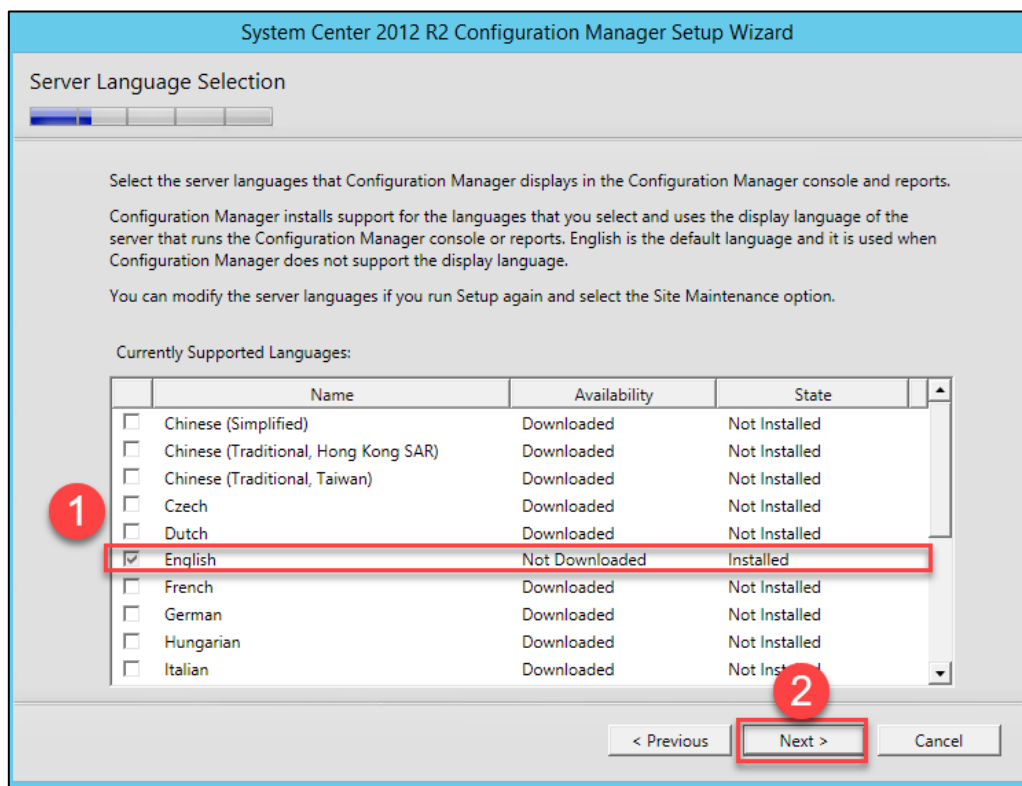 System Center 2012 R2 Configuration Manager Setup Wizard
Server Language Selection
Select the server languages that Configuration Manager displays in the Configuration Manager console and reports.
Configuration Manager installs support for the languages that you select and uses the display language of the
server that runs the Configuration Manager console or reports. English is the default language and it is used when
Configuration Manager does not support the display language.
You can modify the server languages if you run Setup again and select the Site Maintenance option.
Currently Supported Languages:
Name Availability State
Chinese (Simplified) Downloaded Not Installed
Chinese (Traditional, Hong Kong SAR) Downloaded Not Installed
Chinese (Traditional, Taiwan) Downloaded Not Installed
1
Czech Downloaded Not Installed
Dutch Downloaded Not Installed
English Not Downloaded Installed
French Downloaded Not Installed
German Downloaded Not Installed
Hungarian Downloaded Not Installed
Italian Downloaded Not
2
< Previous Next > Cancel